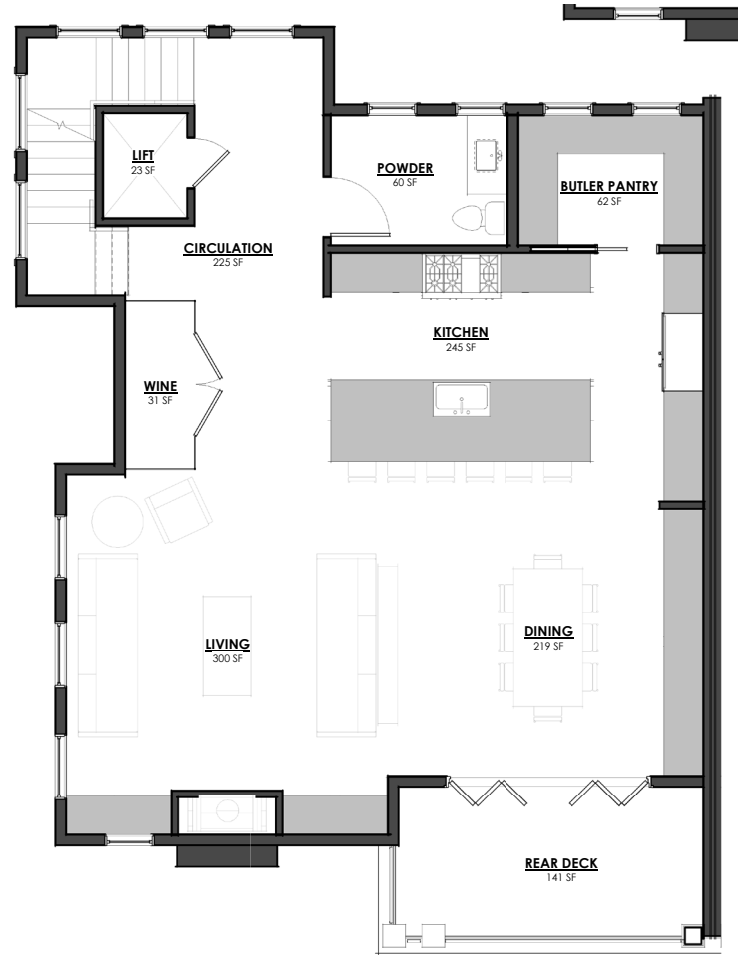 LIFT
23 SF
POWDER
60 SF
BUTLER PANTRY
62 SF
CIRCULATION
225 SF
KITCHEN
245 SF
WINE
31 SF
LIVING
300 SF
DINING
219 SF
REAR DECK
141 SF